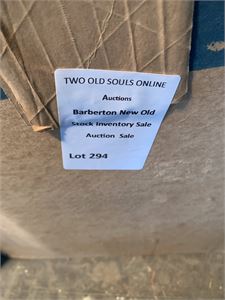 TWO OLD SOULS ONLINE
Auctions
Barberton New Old
Stock Inventory Sale
Auction Sale
Lot 294